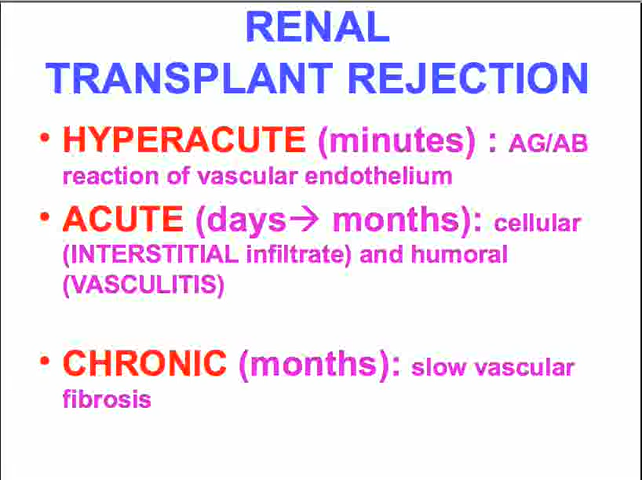 RENAL
TRANSPLANT REJECTION
• HYPERACUTE (minutes) : AG/AB
reaction of vascular endothelium
• ACUTE (days→ months): cellular
(INTERSTITIAL infiltrate) and humoral
(VASCULITIS)
• CHRONIC (months): slow vascular
fibrosis